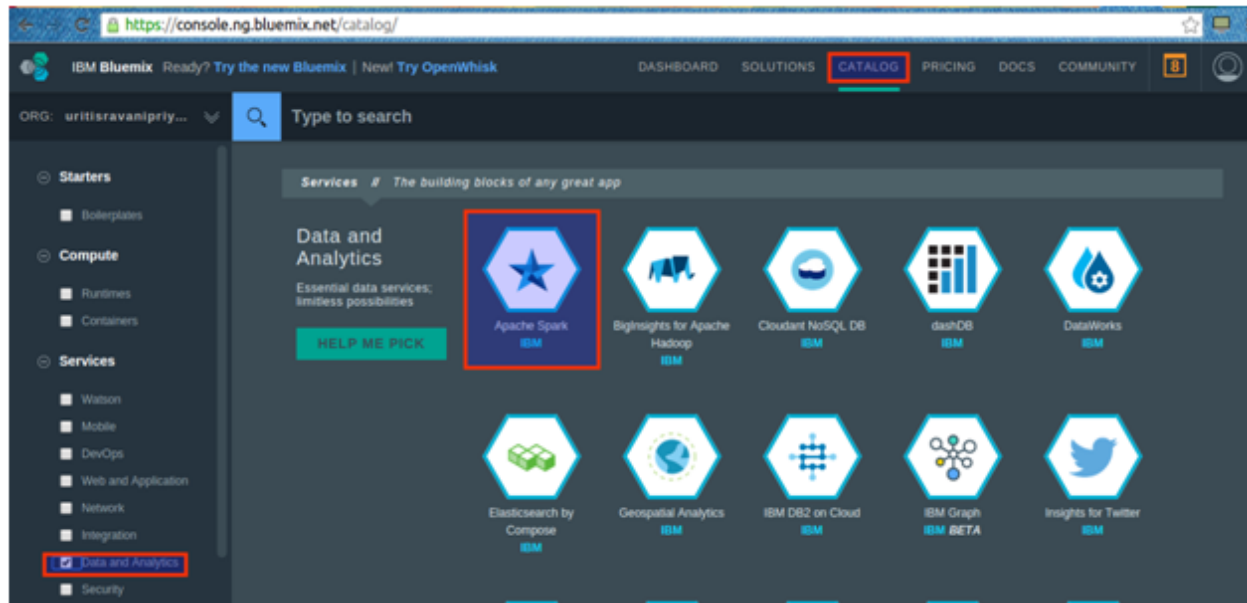 https://console.ng.bluemix.net/catalog/
IBM Bluemix Ready? Try the new Bluemix | New! Try OpenWhisk
DASHBOARD SOLUTIONS CATALOG PRICING DOCS COMMUNITY 8
ORG: uritisravanipriy...
Type to search
Starters
Boilerplates
Compute
Runtimes
Containers
Services
Watson
Mobile
DevOps
Web and Application
Network
Integration
Data and Analytics
Security
Services // The building blocks of any great app
Data and
Analytics
Essential data services;
limitless possibilities
HELP ME PICK
Apache Spark
IBM
BigInsights for Apache
Hadoop
IBM
Cloudant NoSQL DB
IBM
dashDB
IBM
DataWorks
IBM
Elasticsearch by
Compose
IBM
Geospatial Analytics
IBM
IBM DB2 on Cloud
IBM
IBM Graph
IBM BETA
Insights for Twitter
IBM